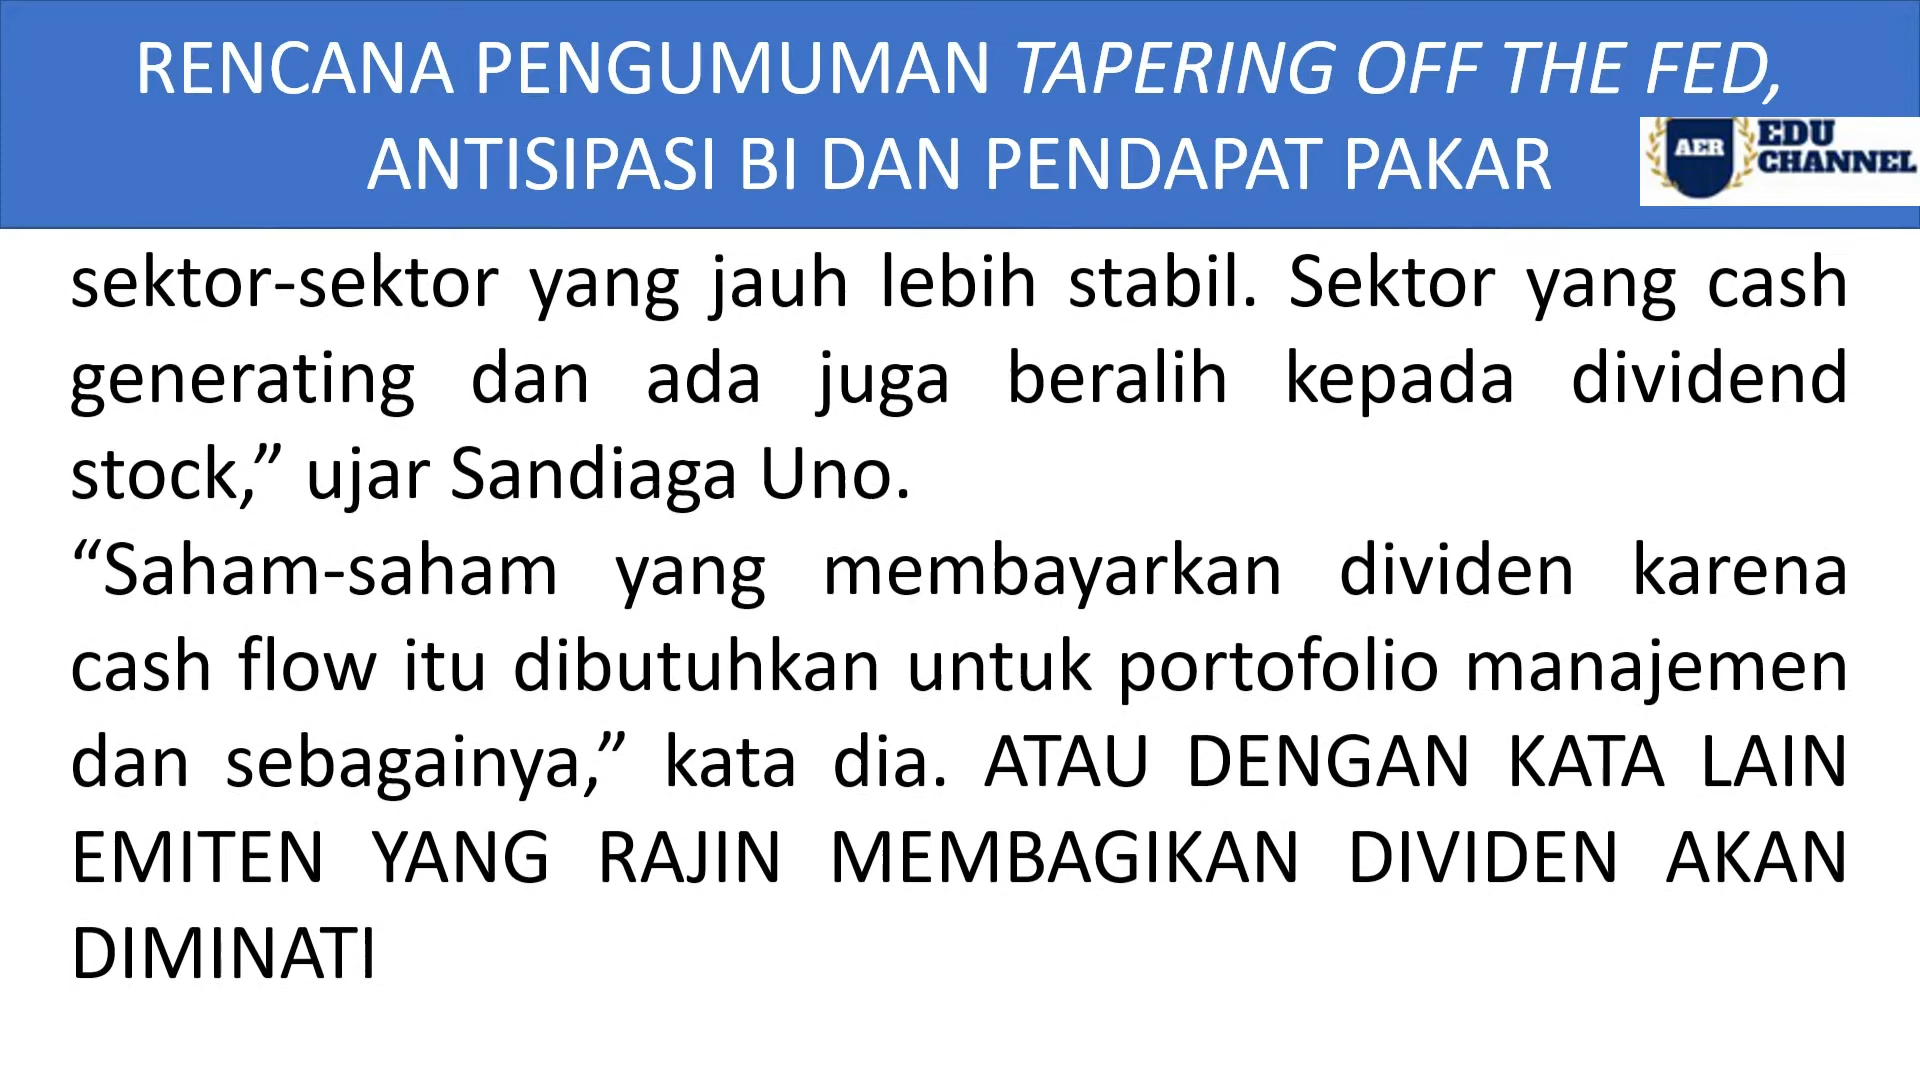 RENCANA PENGUMUMAN TAPERING OFF THE FED,
ANTISIPASI BI DAN PENDAPAT PAKAR
AER EDU
CHANNEL
sektor-sektor yang jauh lebih stabil. Sektor yang cash
generating dan ada juga beralih kepada dividend
stock,” ujar Sandiaga Uno.
“Saham-saham yang membayarkan dividen karena
cash flow itu dibutuhkan untuk portofolio manajemen
dan sebagainya,” kata dia. ATAU DENGAN KATA LAIN
EMITEN YANG RAJIN MEMBAGIKAN DIVIDEN AKAN
DIMINATI